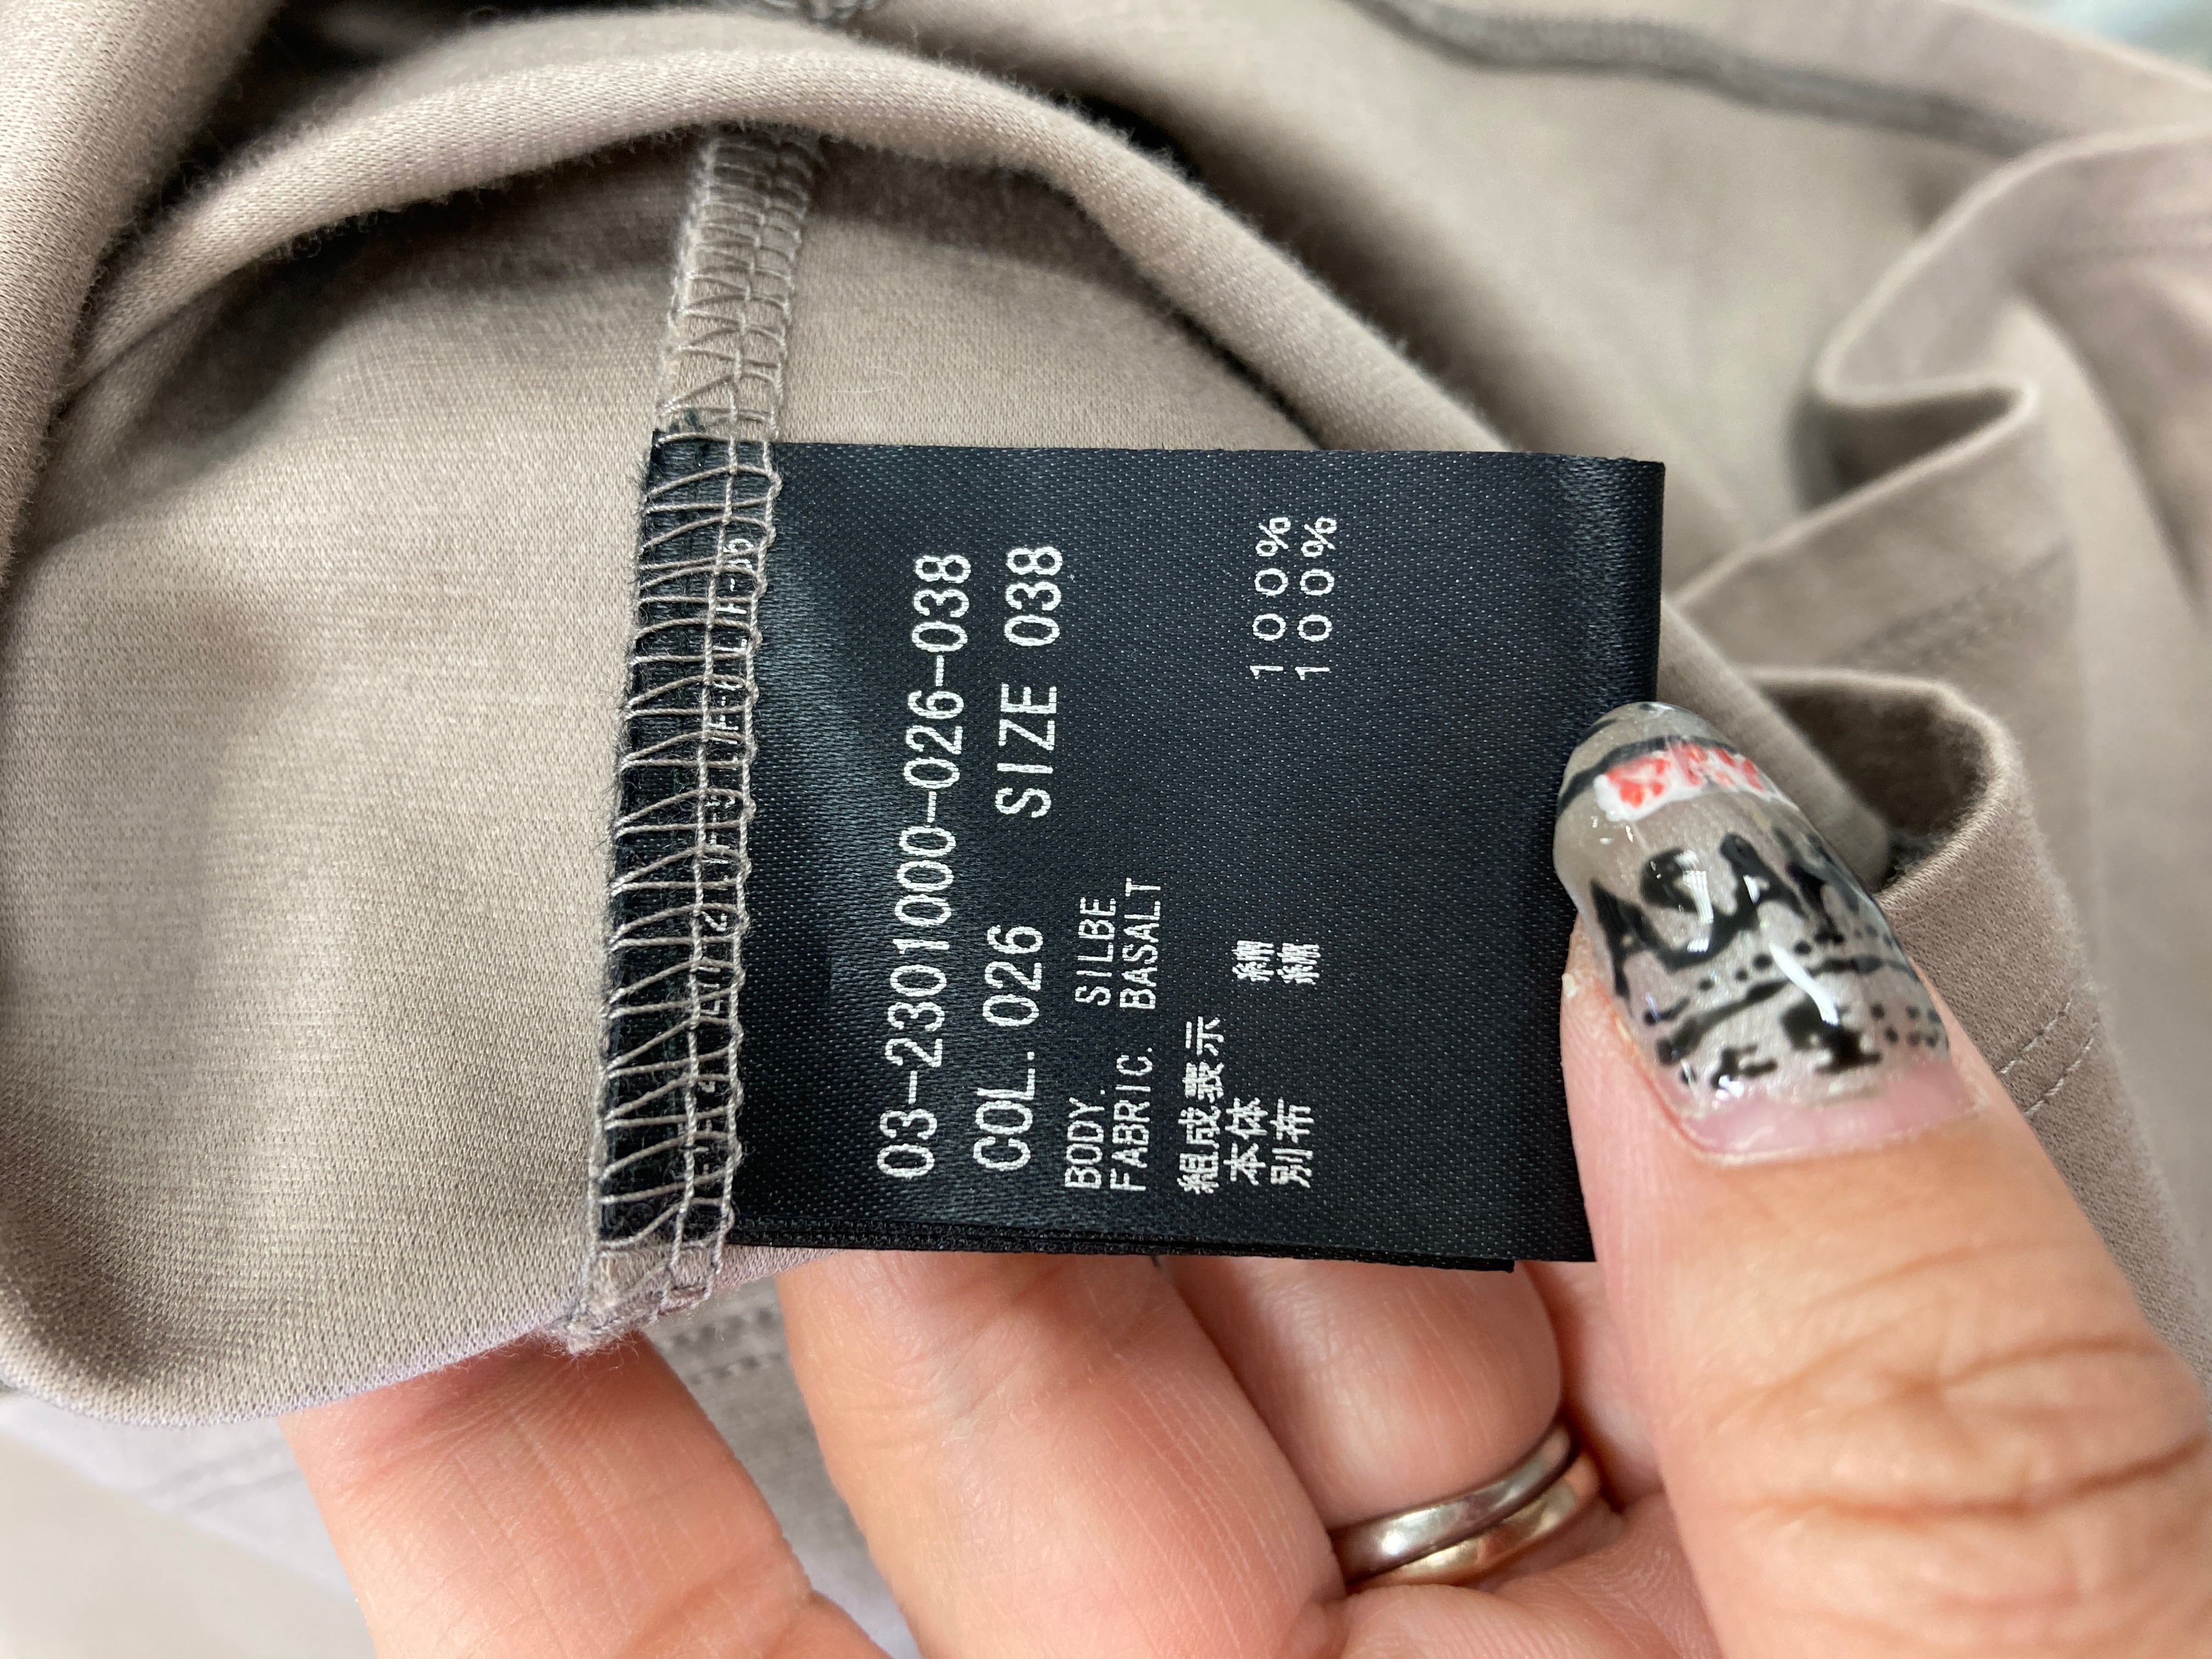 03-2301000-026-038
COL. 026 SIZE 038
BODY. SILBE
FABRIC. BASALT
組成表示
本体 綿 100%
別布 綿 100%